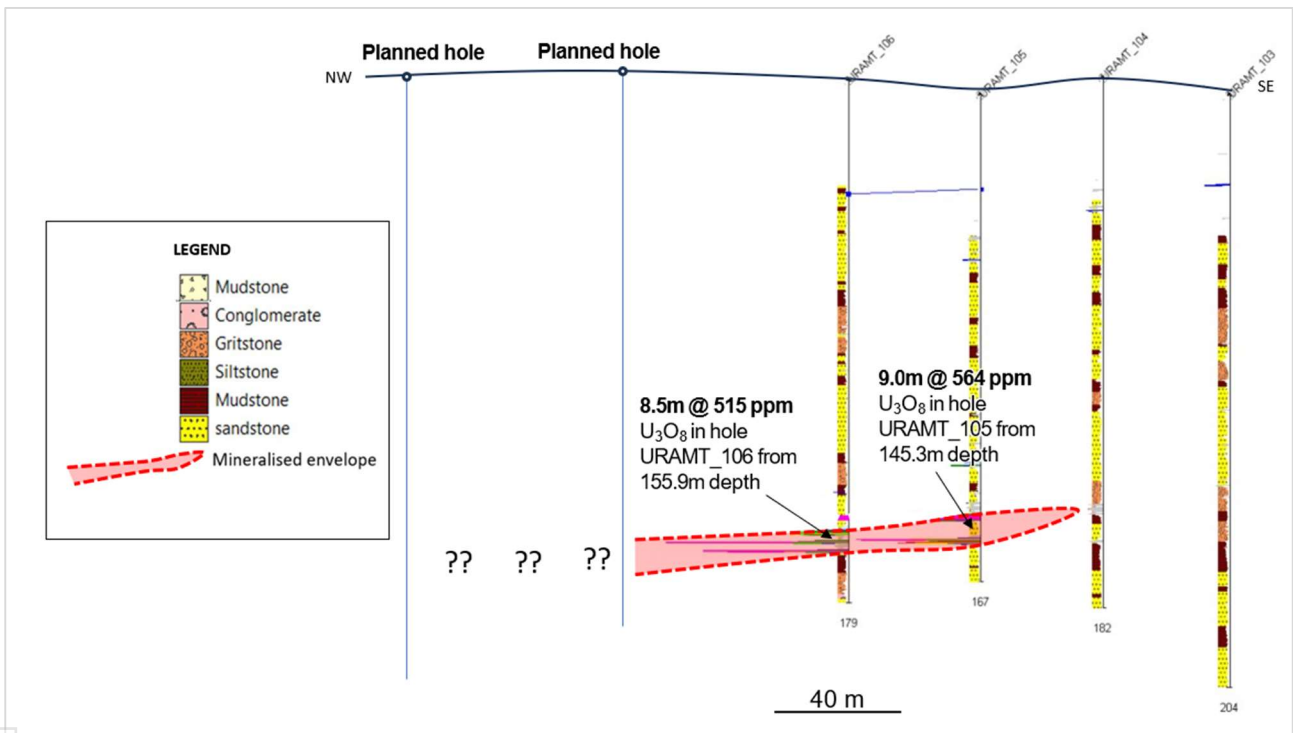 Planned hole
Planned hole
NW
URAMT_106
URAMT_105
URAMT_104
URAMT_103
SE
LEGEND
Mudstone
Conglomerate
Gritstone
Siltstone
Mudstone
sandstone
Mineralised envelope
8.5m @ 515 ppm
U₃O₈ in hole
URAMT_106 from
155.9m depth
9.0m @ 564 ppm
U₃O₈ in hole
URAMT_105 from
145.3m depth
?? ?? ??
179
167
182
204
40 m